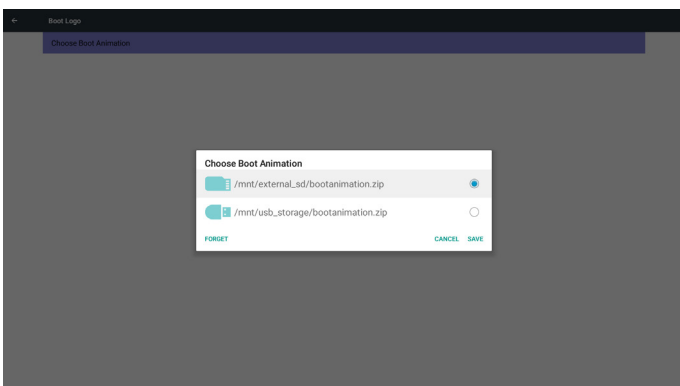 Boot Logo
Choose Boot Animation
Choose Boot Animation
/mnt/external_sd/bootanimation.zip
/mnt/usb_storage/bootanimation.zip
FORGET CANCEL SAVE